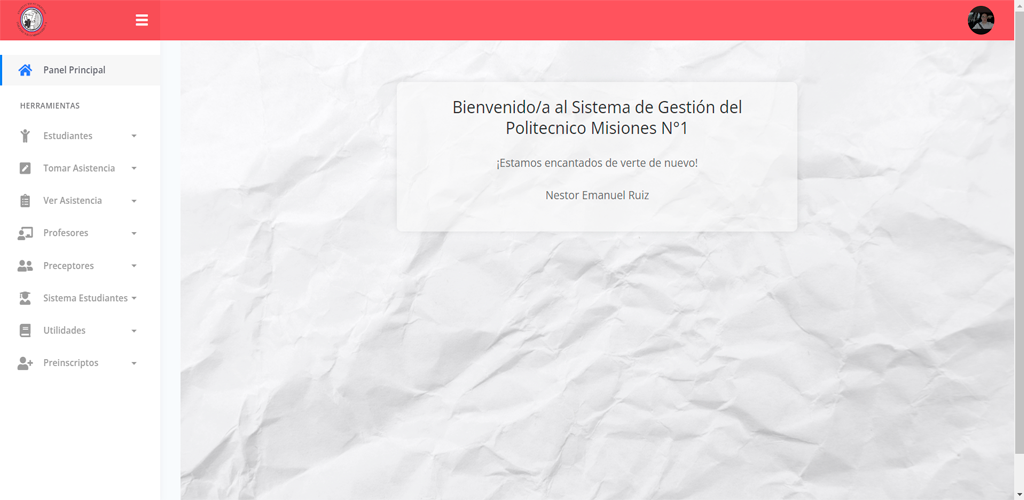 Panel Principal
HERRAMIENTAS
Estudiantes
Tomar Asistencia
Ver Asistencia
Profesores
Preceptores
Sistema Estudiantes
Utilidades
Preinscriptos
Bienvenido/a al Sistema de Gestión del
Politecnico Misiones N°1
¡Estamos encantados de verte de nuevo!
Nestor Emanuel Ruiz